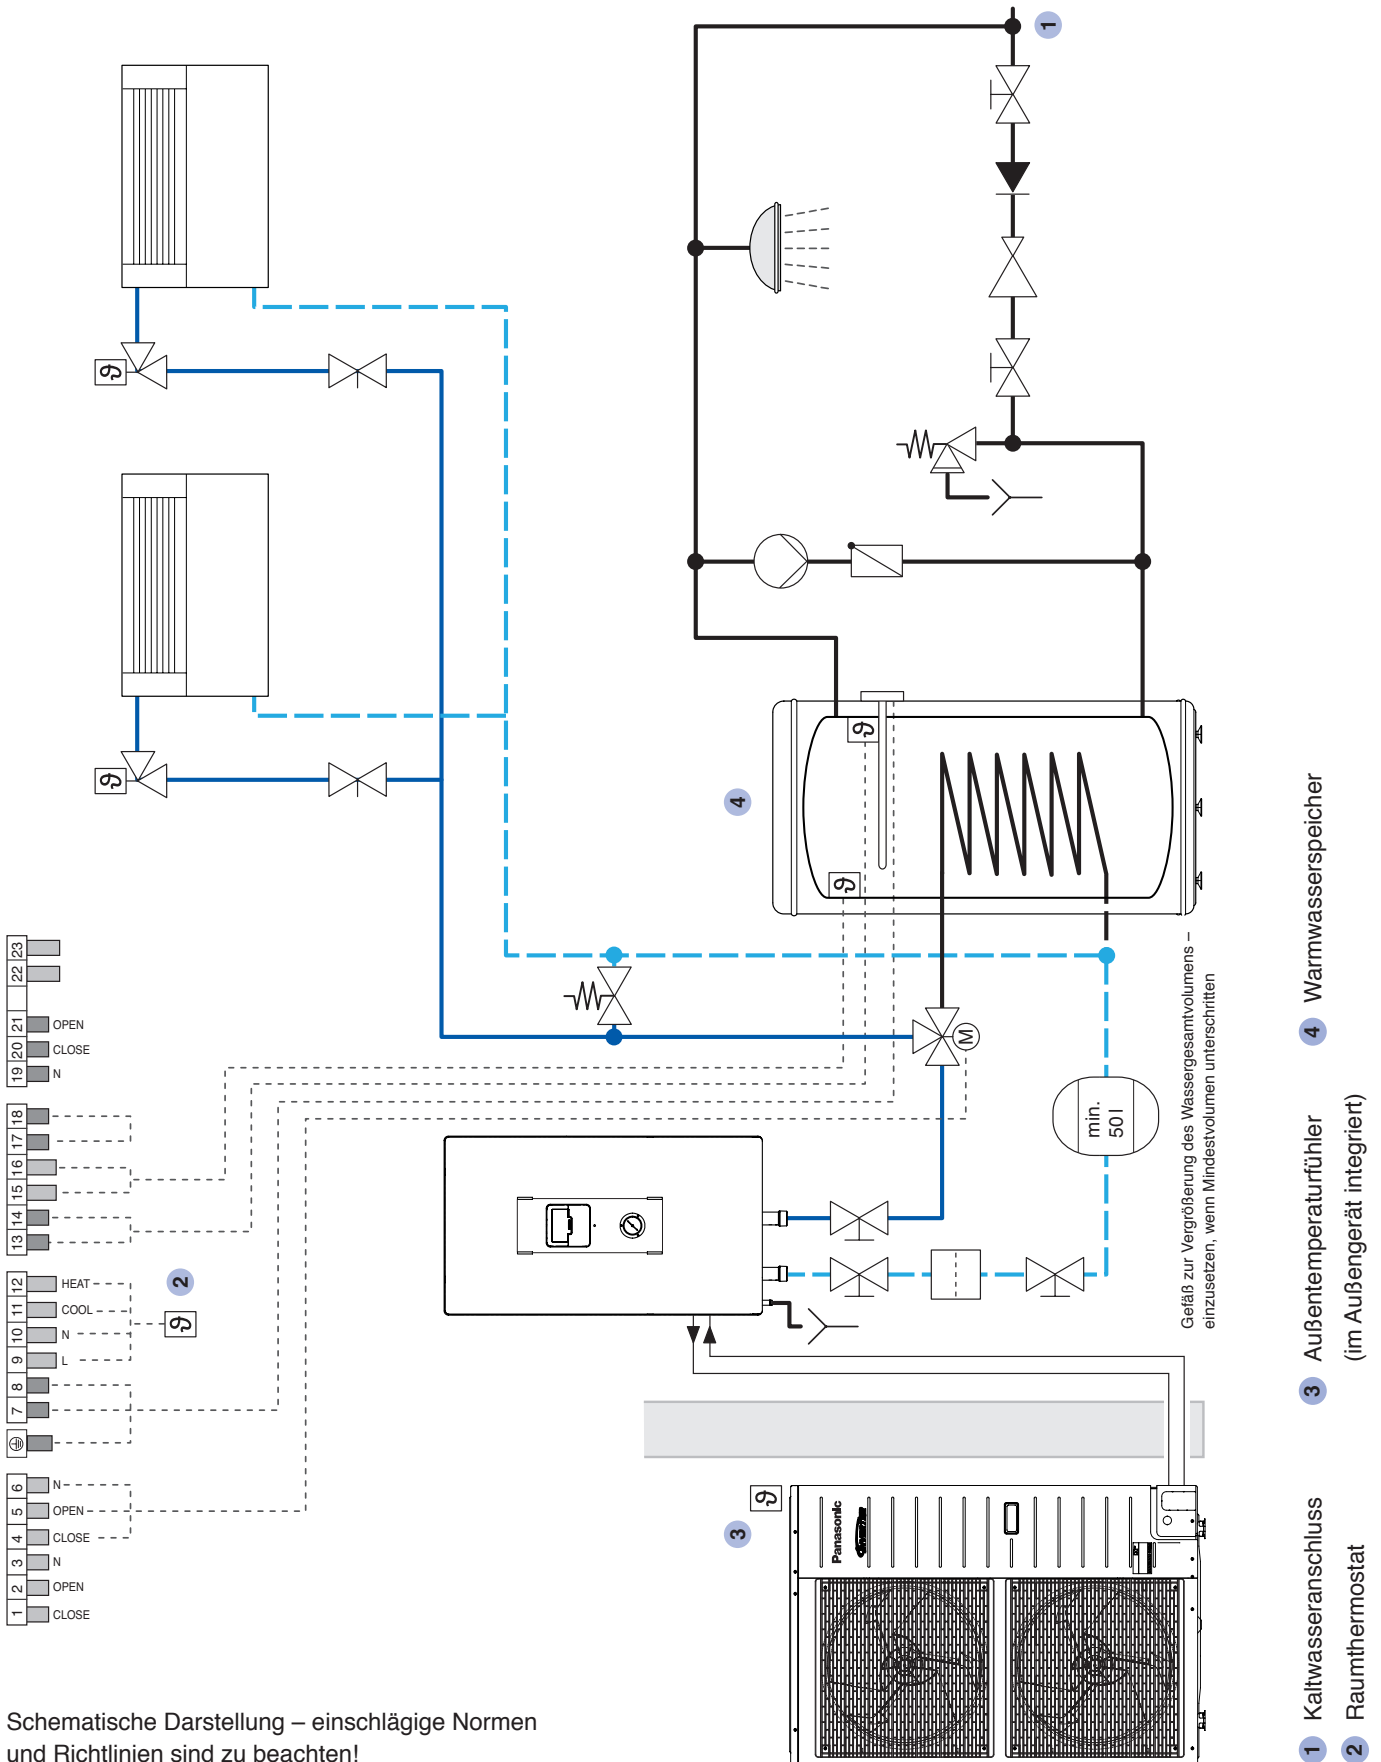 1
ϑ
ϑ
4
ϑ
ϑ
M
min.
50 l
Gefäß zur Vergrößerung des Wassergesamtvolumens –
einzusetzen, wenn Mindestvolumen unterschritten
23
22
21 OPEN
20 CLOSE
19 N
18
17
16
15
14
13
12 HEAT
11 COOL
10 N
9 L
8
7
6 N
5 OPEN
4 CLOSE
3 N
2 OPEN
1 CLOSE
2
ϑ
3
ϑ
Panasonic
INVERTER
1 Kaltwasseranschluss
2 Raumthermostat
3 Außentemperaturfühler
(im Außengerät integriert)
4 Warmwasserspeicher
Schematische Darstellung – einschlägige Normen
und Richtlinien sind zu beachten!